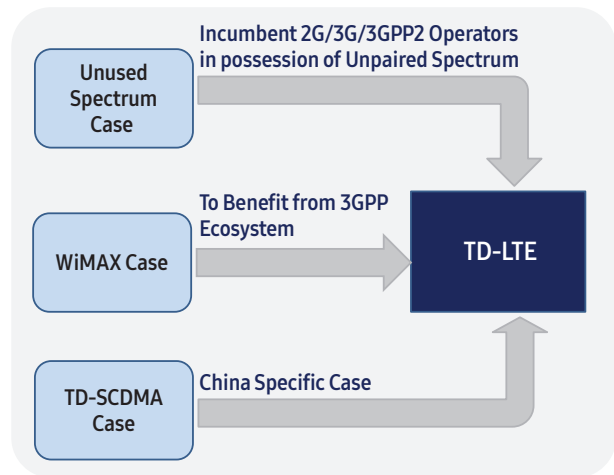 Incumbent 2G/3G/3GPP2 Operators
in possession of Unpaired Spectrum
Unused
Spectrum
Case
To Benefit from 3GPP
Ecosystem
WiMAX Case
TD-LTE
China Specific Case
TD-SCDMA
Case